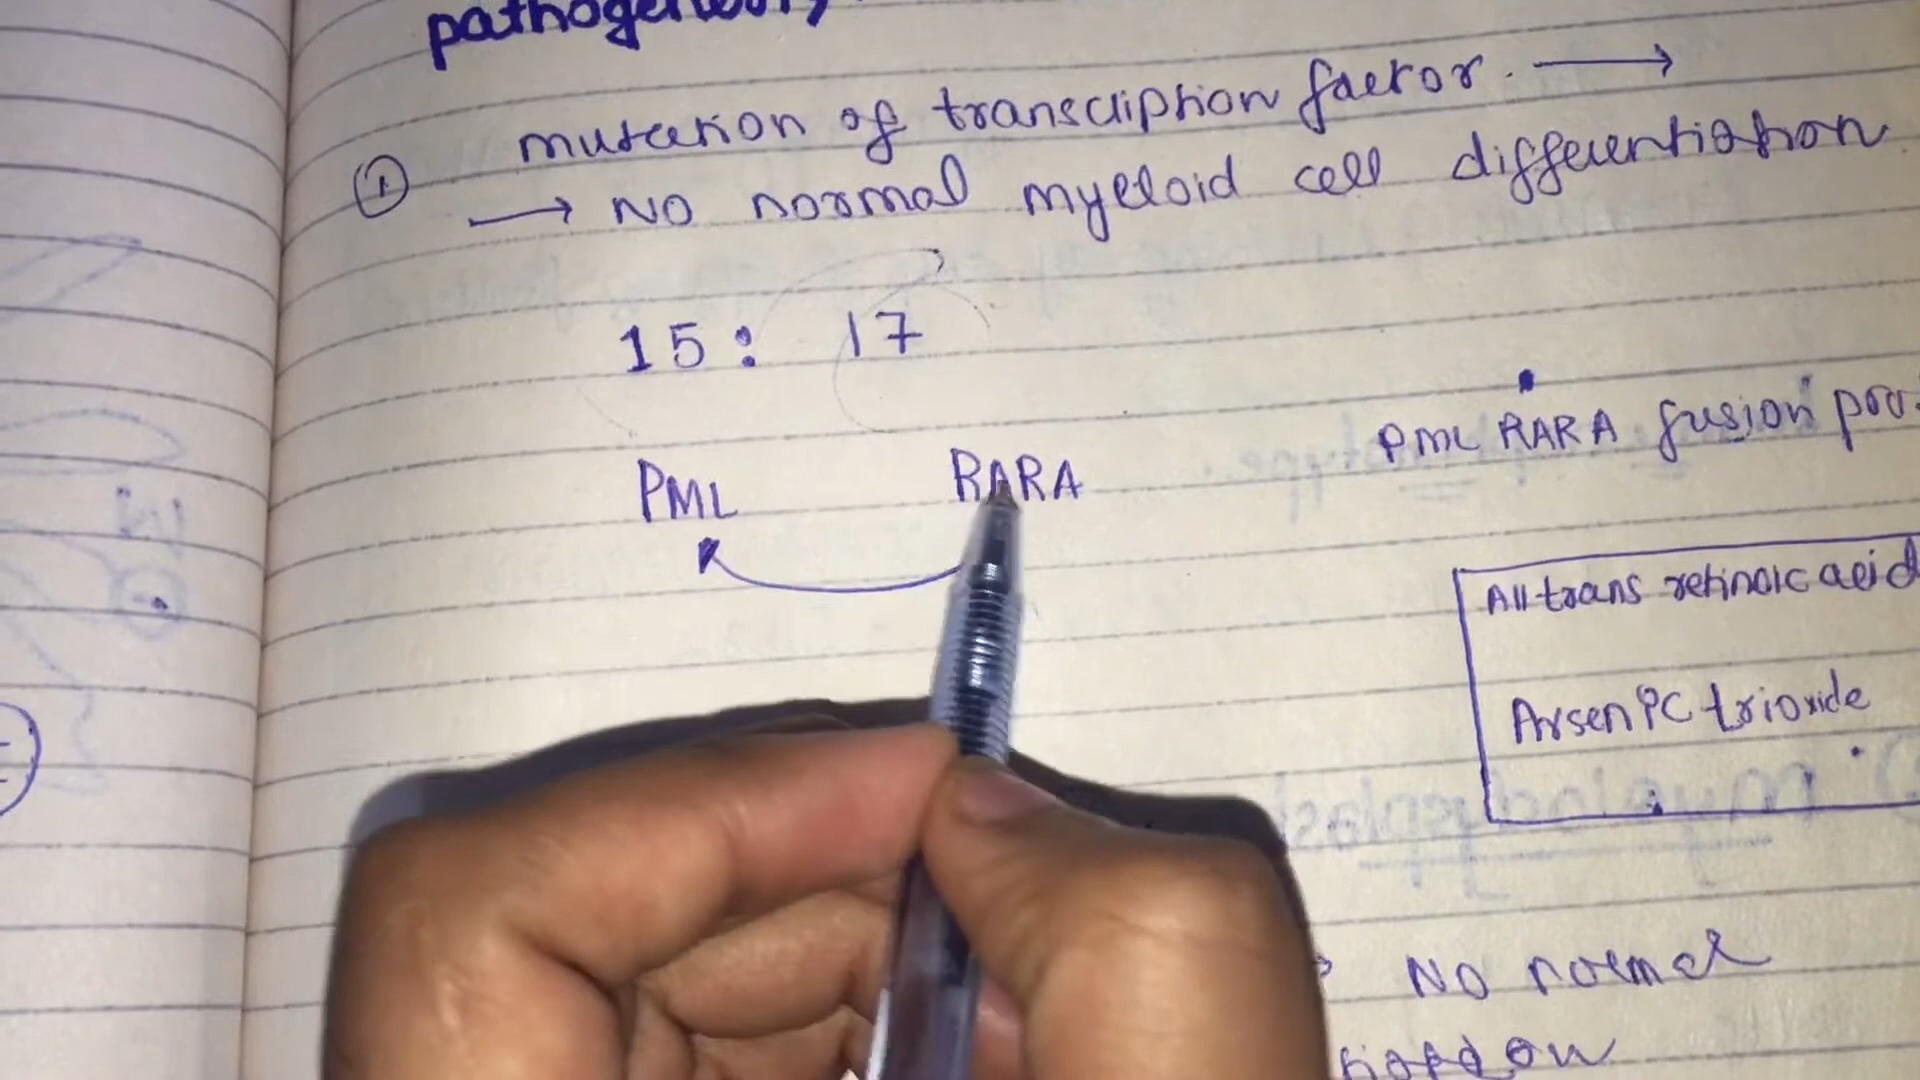 pathogenesis
mutation of transcription factor. →
① → No normal myeloid cell differentiation
15: 17
PML RARA
PML RARA fusion pro
All trans retinoic acid
Arsenic trioxide
No normal